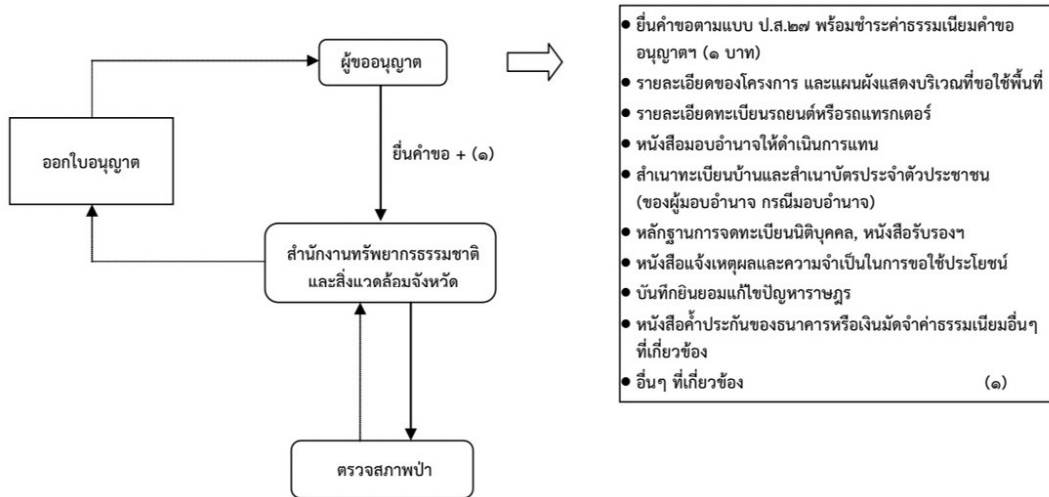 ผู้ขออนุญาต
ออกใบอนุญาต
ยื่นคำขอ + (๑)
สำนักงานทรัพยากรธรรมชาติ
และสิ่งแวดล้อมจังหวัด
ตรวจสภาพป่า
● ยื่นคำขอตามแบบ ป.ส.๒๗ พร้อมชำระค่าธรรมเนียมคำขอ
อนุญาตฯ (๑ บาท)
● รายละเอียดของโครงการ และแผนผังแสดงบริเวณที่ขอใช้พื้นที่
● รายละเอียดทะเบียนรถยนต์หรือรถแทรกเตอร์
● หนังสือมอบอำนาจให้ดำเนินการแทน
● สำเนาทะเบียนบ้านและสำเนาบัตรประจำตัวประชาชน
(ของผู้มอบอำนาจ กรณีมอบอำนาจ)
● หลักฐานการจดทะเบียนนิติบุคคล, หนังสือรับรองฯ
● หนังสือแจ้งเหตุผลและความจำเป็นในการขอใช้ประโยชน์
● บันทึกยินยอมแก้ไขปัญหาราษฎร
● หนังสือค้ำประกันของธนาคารหรือเงินมัดจำค่าธรรมเนียมอื่นๆ
ที่เกี่ยวข้อง
● อื่นๆ ที่เกี่ยวข้อง (๑)